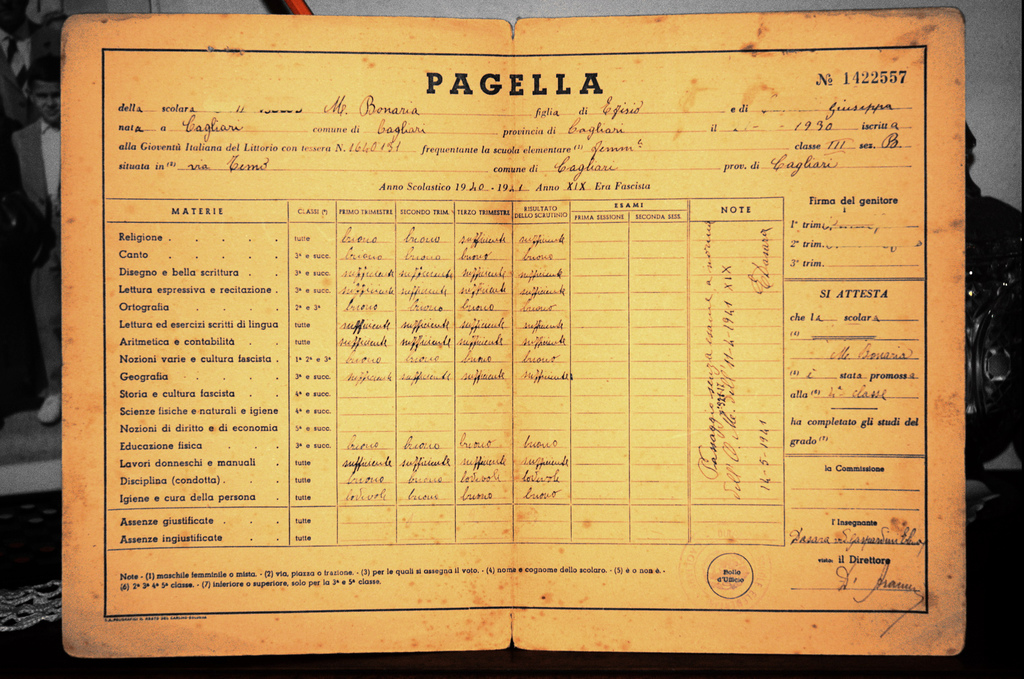 PAGELLA
№ 1422557
della scolara M. Bonaria figlia di Efisio e di Giuseppa
nata a Cagliari comune di Cagliari provincia di Cagliari il 1930 iscritta
alla Gioventù Italiana del Littorio con tessera N. 1640131 frequentante la scuola elementare (1) femm. classe III sez. B.
situata in (2) via comune di Cagliari prov. di Cagliari
Anno Scolastico 1940 - 1941 Anno XIX Era Fascista
MATERIE CLASSI (3) PRIMO TRIMESTRE SECONDO TRIM. TERZO TRIMESTRE RISULTATO DELLO SCRUTINIO ESAMI PRIMA SESSIONE SECONDA SESS. NOTE
Religione tutte buono buono sufficiente sufficiente
Canto 3ª e succ. buono buono buono buono
Disegno e bella scrittura 3ª e succ. sufficiente sufficiente sufficiente sufficiente
Lettura espressiva e recitazione 3ª e succ. sufficiente sufficiente sufficiente sufficiente
Ortografia 2ª e 3ª buono buono buono buono
Lettura ed esercizi scritti di lingua tutte sufficiente sufficiente sufficiente sufficiente
Aritmetica e contabilità tutte sufficiente sufficiente sufficiente sufficiente
Nozioni varie e cultura fascista 1ª 2ª e 3ª buono buono buono buono
Geografia 3ª e succ. sufficiente sufficiente sufficiente sufficiente
Storia e cultura fascista 4ª e succ.
Scienze fisiche e naturali e igiene 4ª e succ.
Nozioni di diritto e di economia 5ª e succ.
Educazione fisica 3ª e succ. buono buono buono buono
Lavori donneschi e manuali tutte sufficiente sufficiente sufficiente sufficiente
Disciplina (condotta) tutte buono buono lodevole lodevole
Igiene e cura della persona tutte lodevole buono buono buono
Assenze giustificate tutte
Assenze ingiustificate tutte
Passaggio senza esame a norma
dell' O. M. dell' 11-4-1941 XIX
14-5-1941
Firma del genitore
1° trim.
2° trim.
3° trim.
SI ATTESTA
che la scolara
(4)
M. Bonaria
(5) è stata promossa
alla (6) 4ª classe
ha completato gli studi del
grado (7)
la Commissione
l'Insegnante
visto: il Direttore
Bollo
d'Ufficio
Note - (1) maschile femminile o mista. - (2) via, piazza o frazione. - (3) per le quali si assegna il voto. - (4) nome e cognome dello scolaro. - (5) è o non è. -
(6) 2ª 3ª 4ª 5ª classe. - (7) inferiore o superiore, solo per la 3ª e 5ª classe.